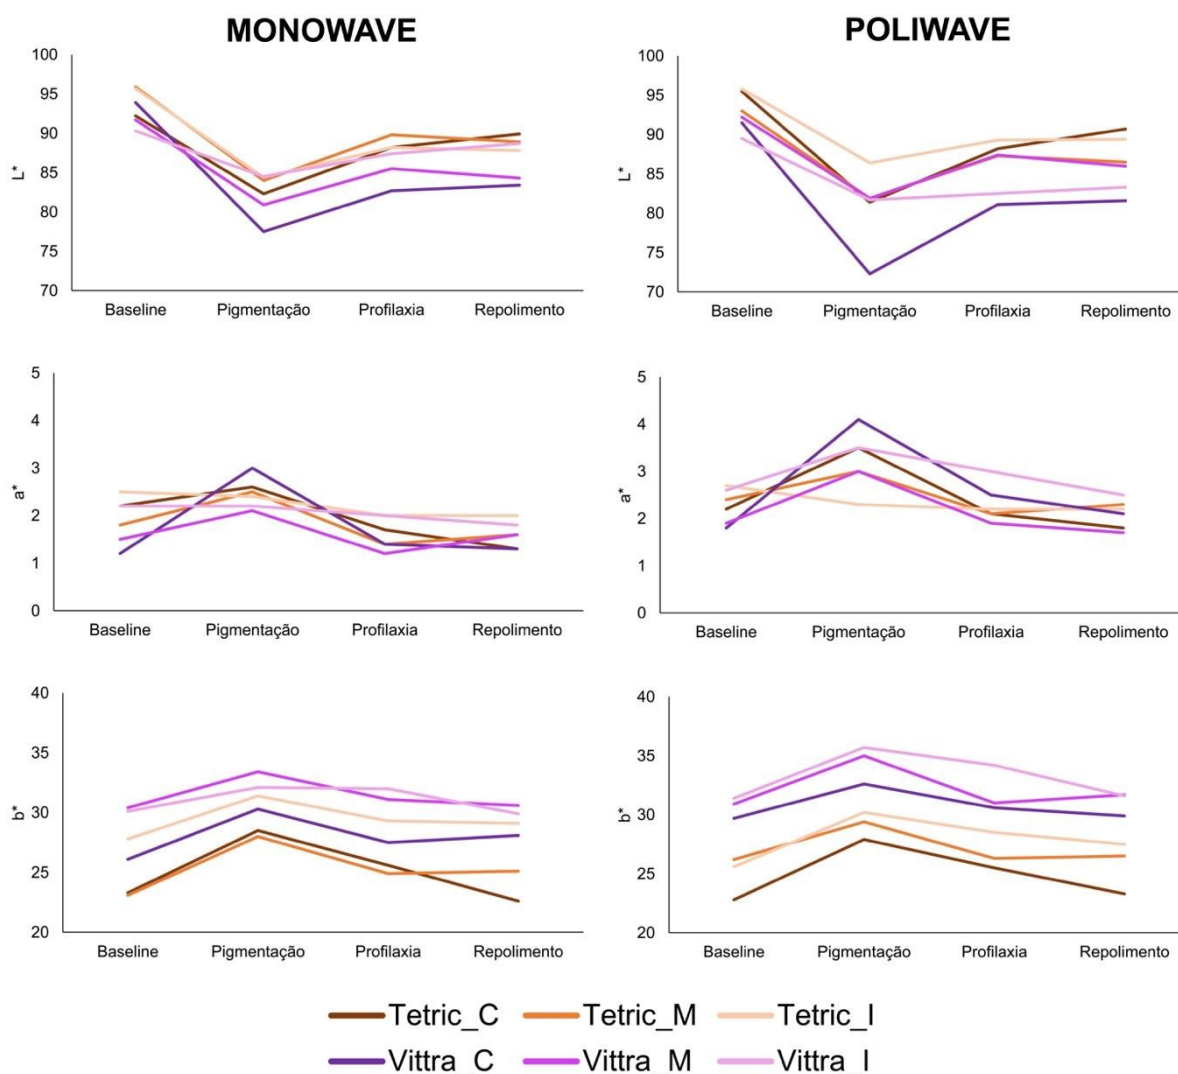 MONOWAVE
100
95
90
85
80
75
70
L*
Baseline
Pigmentação
Profilaxia
Repolimento
POLIWAVE
100
95
90
85
80
75
70
L*
Baseline
Pigmentação
Profilaxia
Repolimento
5
4
3
2
1
0
a*
Baseline
Pigmentação
Profilaxia
Repolimento
5
4
3
2
1
0
a*
Baseline
Pigmentação
Profilaxia
Repolimento
40
35
30
25
20
b*
Baseline
Pigmentação
Profilaxia
Repolimento
40
35
30
25
20
b*
Baseline
Pigmentação
Profilaxia
Repolimento
Tetric_C Tetric_M Tetric_I
Vittra_C Vittra_M Vittra_I